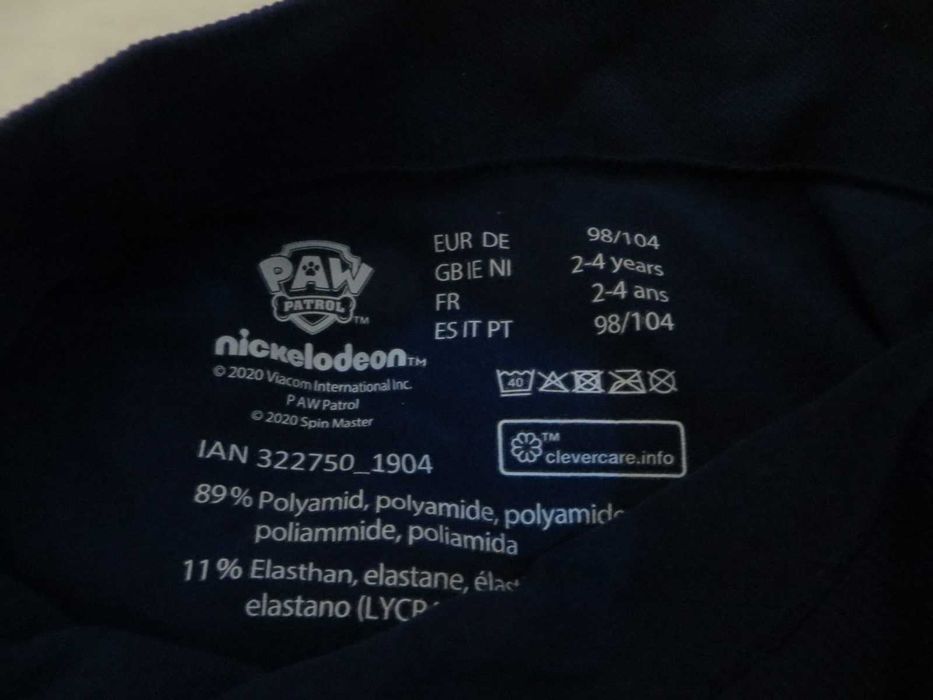 PAW
PATROL
TM
nickelodeon TM
© 2020 Viacom International Inc.
PAW Patrol
© 2020 Spin Master
EUR DE 98/104
GB IE NI 2-4 years
FR 2-4 ans
ES IT PT 98/104
40
TM
clevercare.info
IAN 322750_1904
89% Polyamid, polyamide, polyamide
poliammide, poliamida
11% Elasthan, elastane,
elastano